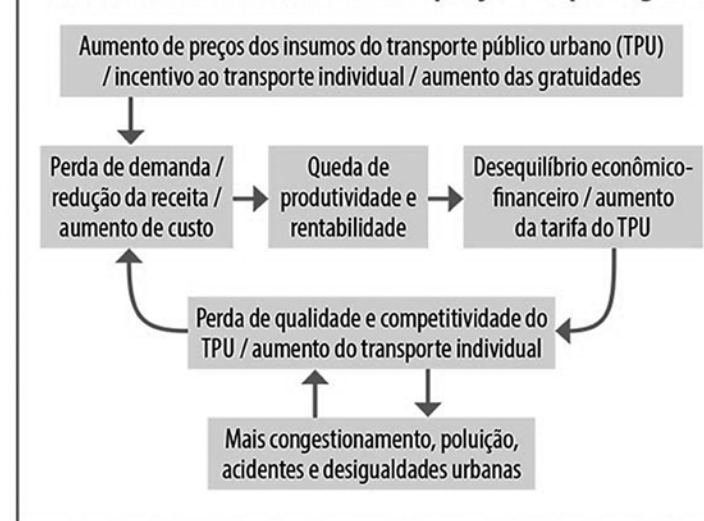 Aumento de preços dos insumos do transporte público urbano (TPU)
/ incentivo ao transporte individual / aumento das gratuidades
Perda de demanda /
redução da receita /
aumento de custo
Queda de
produtividade e
rentabilidade
Desequilíbrio econômico-
financeiro / aumento
da tarifa do TPU
Perda de qualidade e competitividade do
TPU / aumento do transporte individual
Mais congestionamento, poluição,
acidentes e desigualdades urbanas